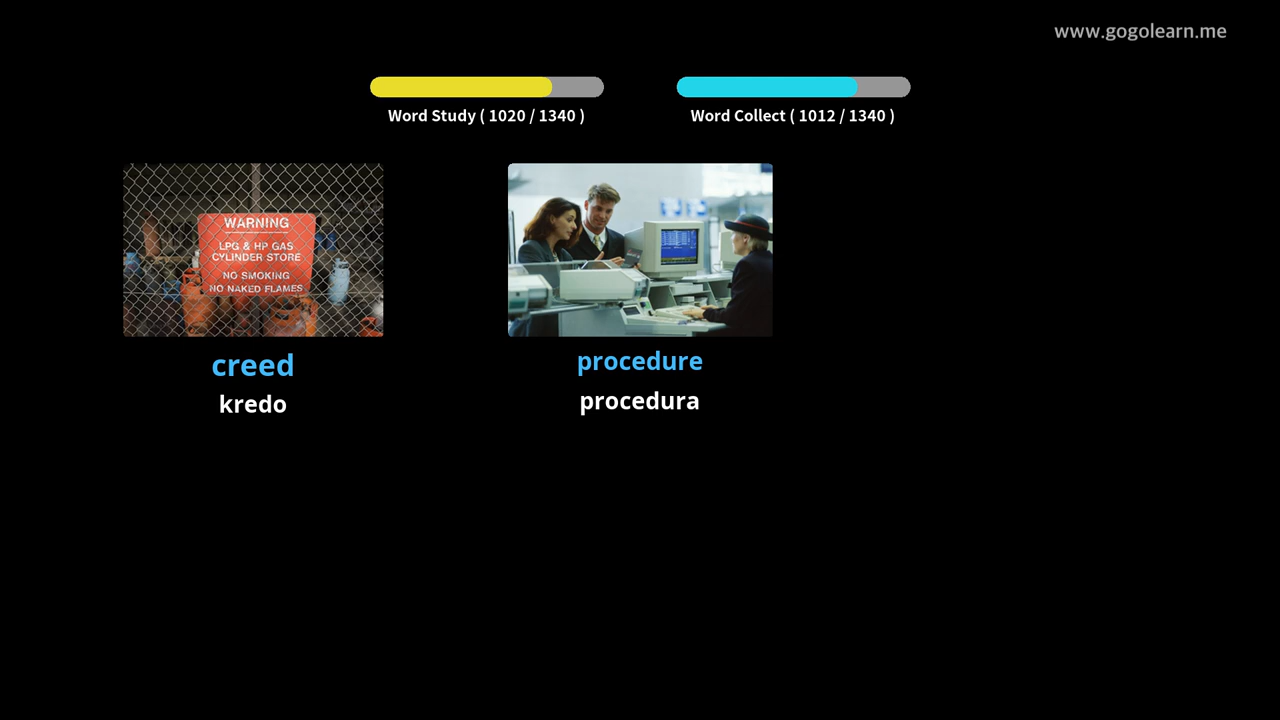 www.gogolearn.me
Word Study ( 1020 / 1340 )
Word Collect ( 1012 / 1340 )
WARNING
LPG & HP GAS
CYLINDER STORE
NO SMOKING
NO NAKED FLAMES
creed
kredo
procedure
procedura